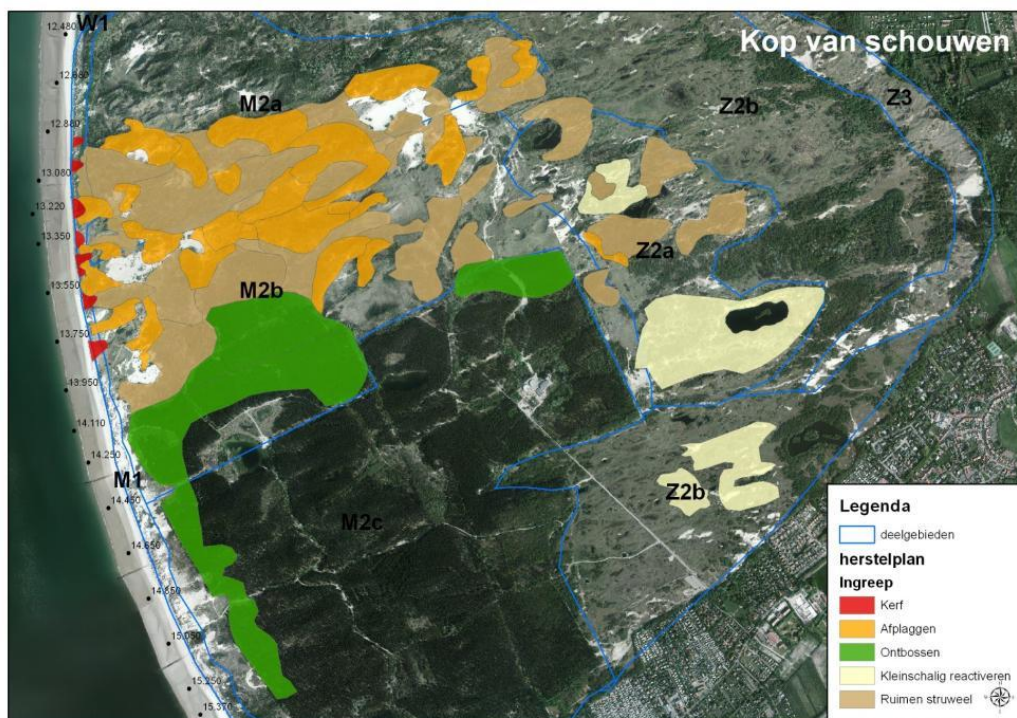 Kop van schouwen
W1
12.480
12.680
12.880
13.080
13.220
13.350
13.550
13.750
13.950
14.110
14.250
14.450
14.650
14.850
15.050
15.250
15.370
M2a
Z2b
Z3
Z2a
M2b
M1
M2c
Z2b
Legenda
deelgebieden
herstelplan
Ingreep
Kerf
Afplaggen
Ontbossen
Kleinschalig reactiveren
Ruimen struweel